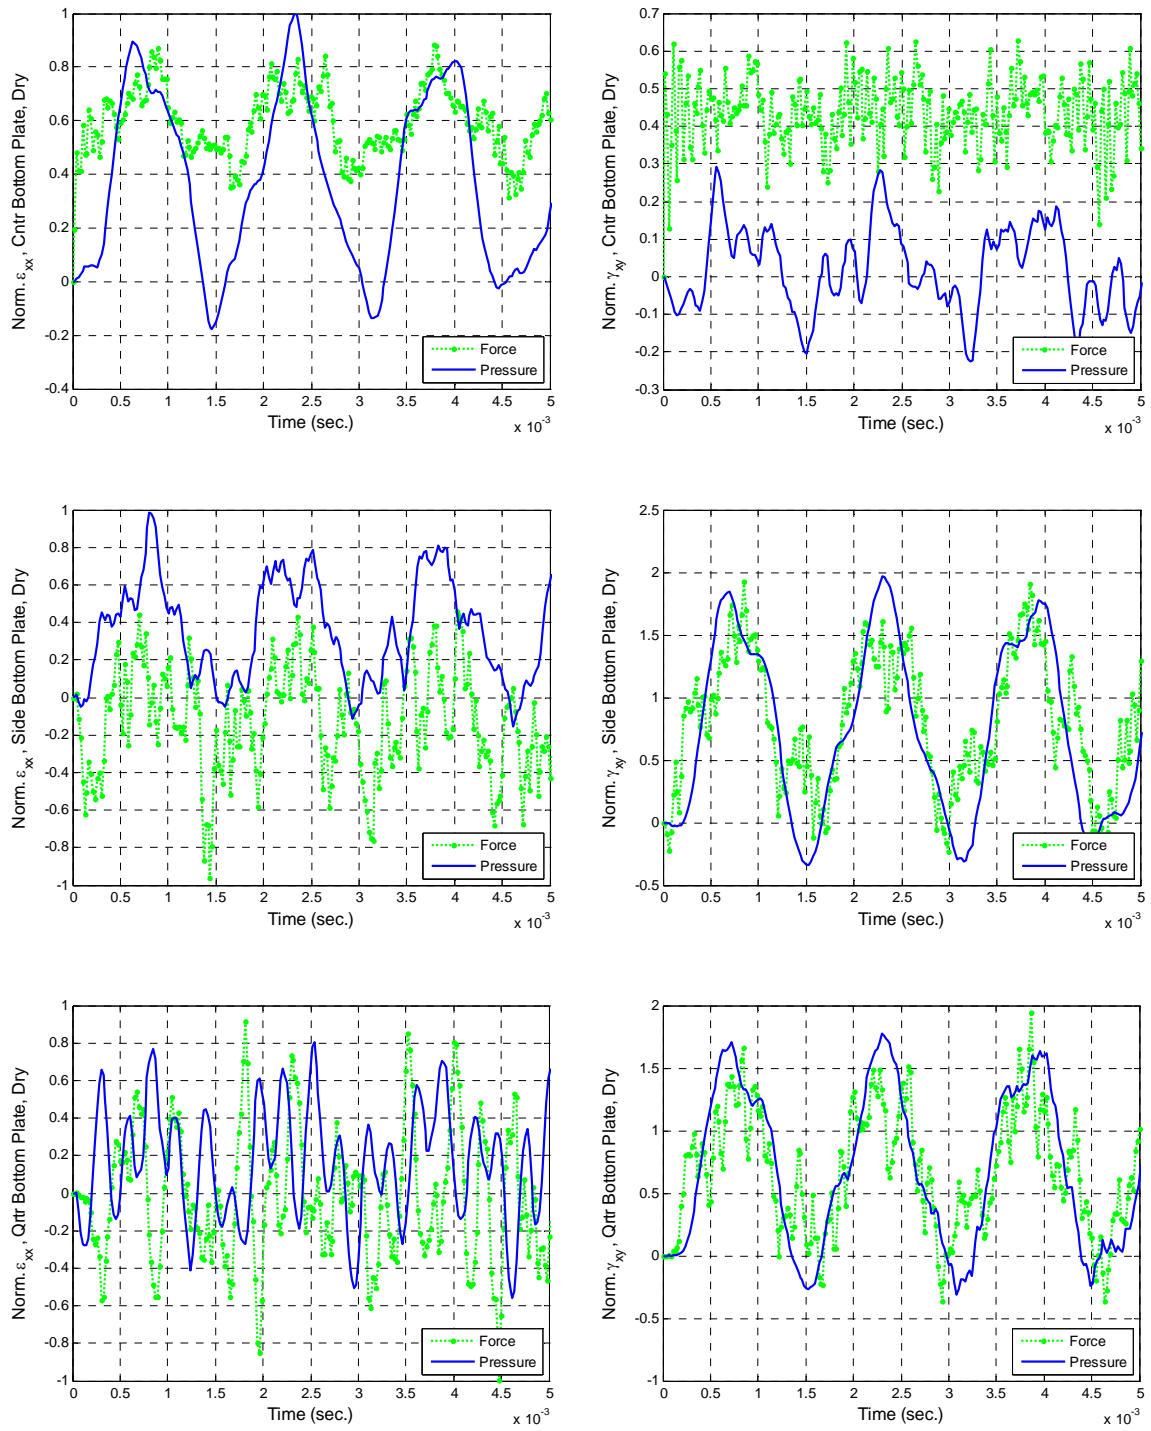 1
0.8
0.6
0.4
0.2
0
-0.2
-0.4
Norm. εxx , Cntr Bottom Plate, Dry
0 0.5 1 1.5 2 2.5 3 3.5 4 4.5 5
Time (sec.)
x 10-3
Force
Pressure
0.7
0.6
0.5
0.4
0.3
0.2
0.1
0
-0.1
-0.2
-0.3
Norm. γxy , Cntr Bottom Plate, Dry
0 0.5 1 1.5 2 2.5 3 3.5 4 4.5 5
Time (sec.)
x 10-3
Force
Pressure
1
0.8
0.6
0.4
0.2
0
-0.2
-0.4
-0.6
-0.8
-1
Norm. εxx , Side Bottom Plate, Dry
0 0.5 1 1.5 2 2.5 3 3.5 4 4.5 5
Time (sec.)
x 10-3
Force
Pressure
2.5
2
1.5
1
0.5
0
-0.5
Norm. γxy , Side Bottom Plate, Dry
0 0.5 1 1.5 2 2.5 3 3.5 4 4.5 5
Time (sec.)
x 10-3
Force
Pressure
1
0.8
0.6
0.4
0.2
0
-0.2
-0.4
-0.6
-0.8
-1
Norm. εxx , Qrtr Bottom Plate, Dry
0 0.5 1 1.5 2 2.5 3 3.5 4 4.5 5
Time (sec.)
x 10-3
Force
Pressure
2
1.5
1
0.5
0
-0.5
-1
Norm. γxy , Qrtr Bottom Plate, Dry
0 0.5 1 1.5 2 2.5 3 3.5 4 4.5 5
Time (sec.)
x 10-3
Force
Pressure